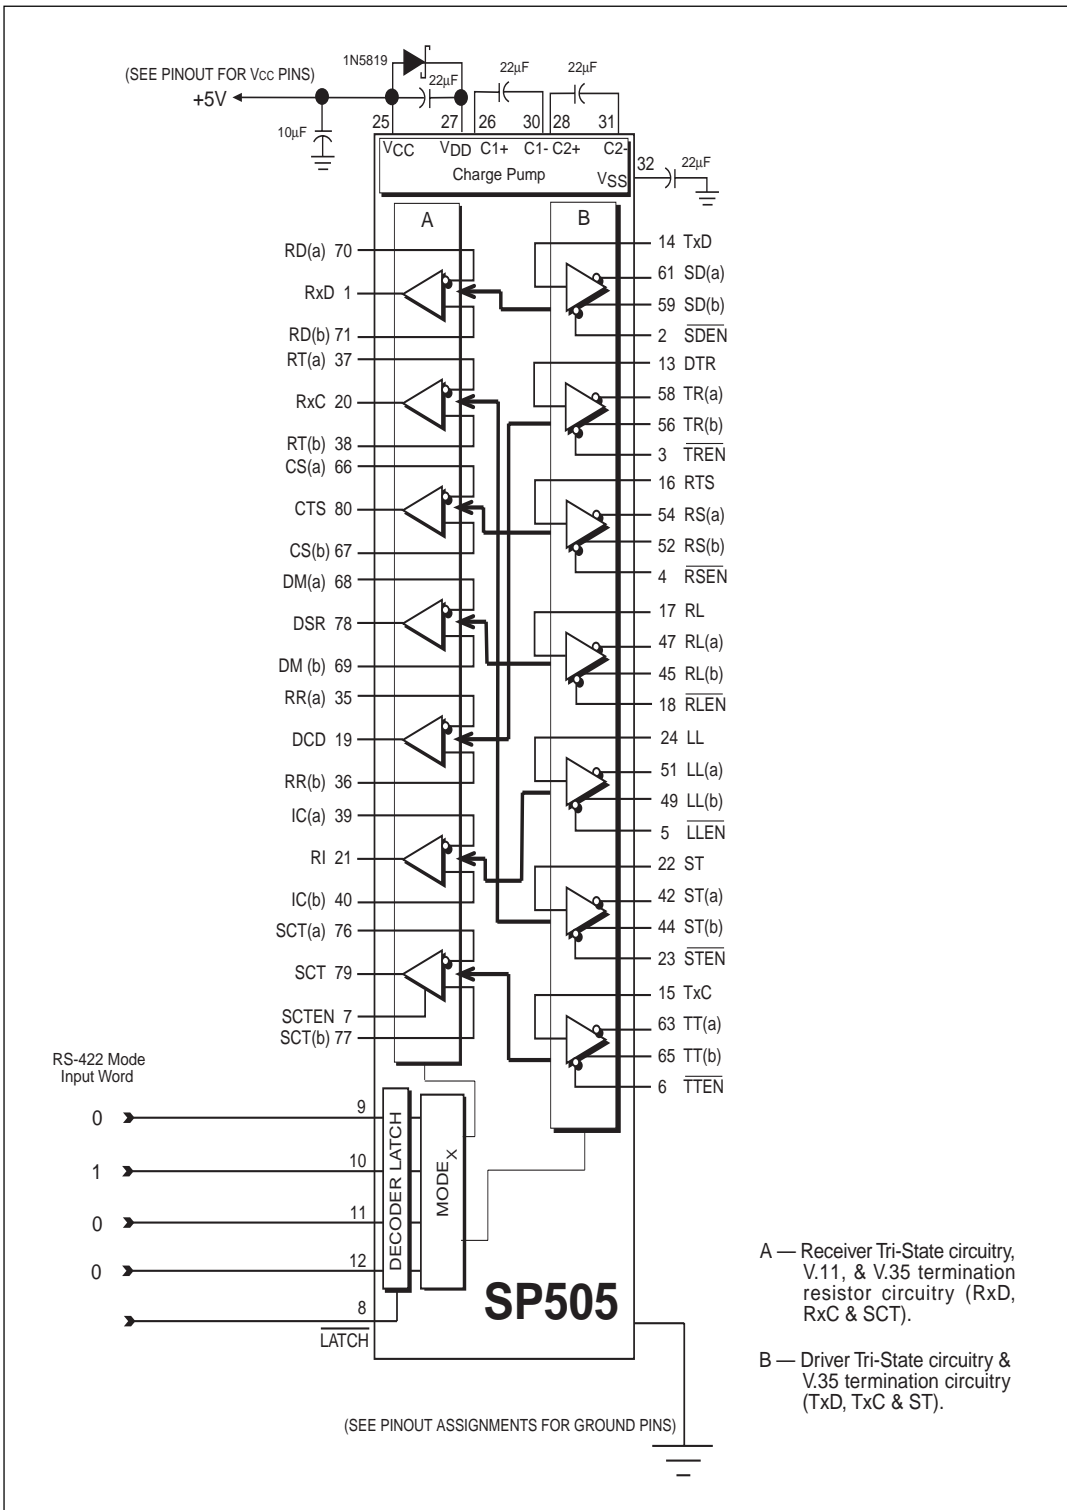 1N5819
22µF
22µF
22µF
(SEE PINOUT FOR VCC PINS)
+5V
10µF
25 27 26 30 28 31
VCC VDD C1+ C1- C2+ C2-
Charge Pump
VSS
32 22µF
A
B
RD(a) 70
RxD 1
RD(b) 71
RT(a) 37
RxC 20
RT(b) 38
CS(a) 66
CTS 80
CS(b) 67
DM(a) 68
DSR 78
DM (b) 69
RR(a) 35
DCD 19
RR(b) 36
IC(a) 39
RI 21
IC(b) 40
SCT(a) 76
SCT 79
SCTEN 7
SCT(b) 77
14 TxD
61 SD(a)
59 SD(b)
2 SDEN
13 DTR
58 TR(a)
56 TR(b)
3 TREN
16 RTS
54 RS(a)
52 RS(b)
4 RSEN
17 RL
47 RL(a)
45 RL(b)
18 RLEN
24 LL
51 LL(a)
49 LL(b)
5 LLEN
22 ST
42 ST(a)
44 ST(b)
23 STEN
15 TxC
63 TT(a)
65 TT(b)
6 TTEN
RS-422 Mode
Input Word
0 9
1 10
0 11
0 12
8
LATCH
DECODER LATCH
MODEX
SP505
A — Receiver Tri-State circuitry,
V.11, & V.35 termination
resistor circuitry (RxD,
RxC & SCT).
B — Driver Tri-State circuitry &
V.35 termination circuitry
(TxD, TxC & ST).
(SEE PINOUT ASSIGNMENTS FOR GROUND PINS)